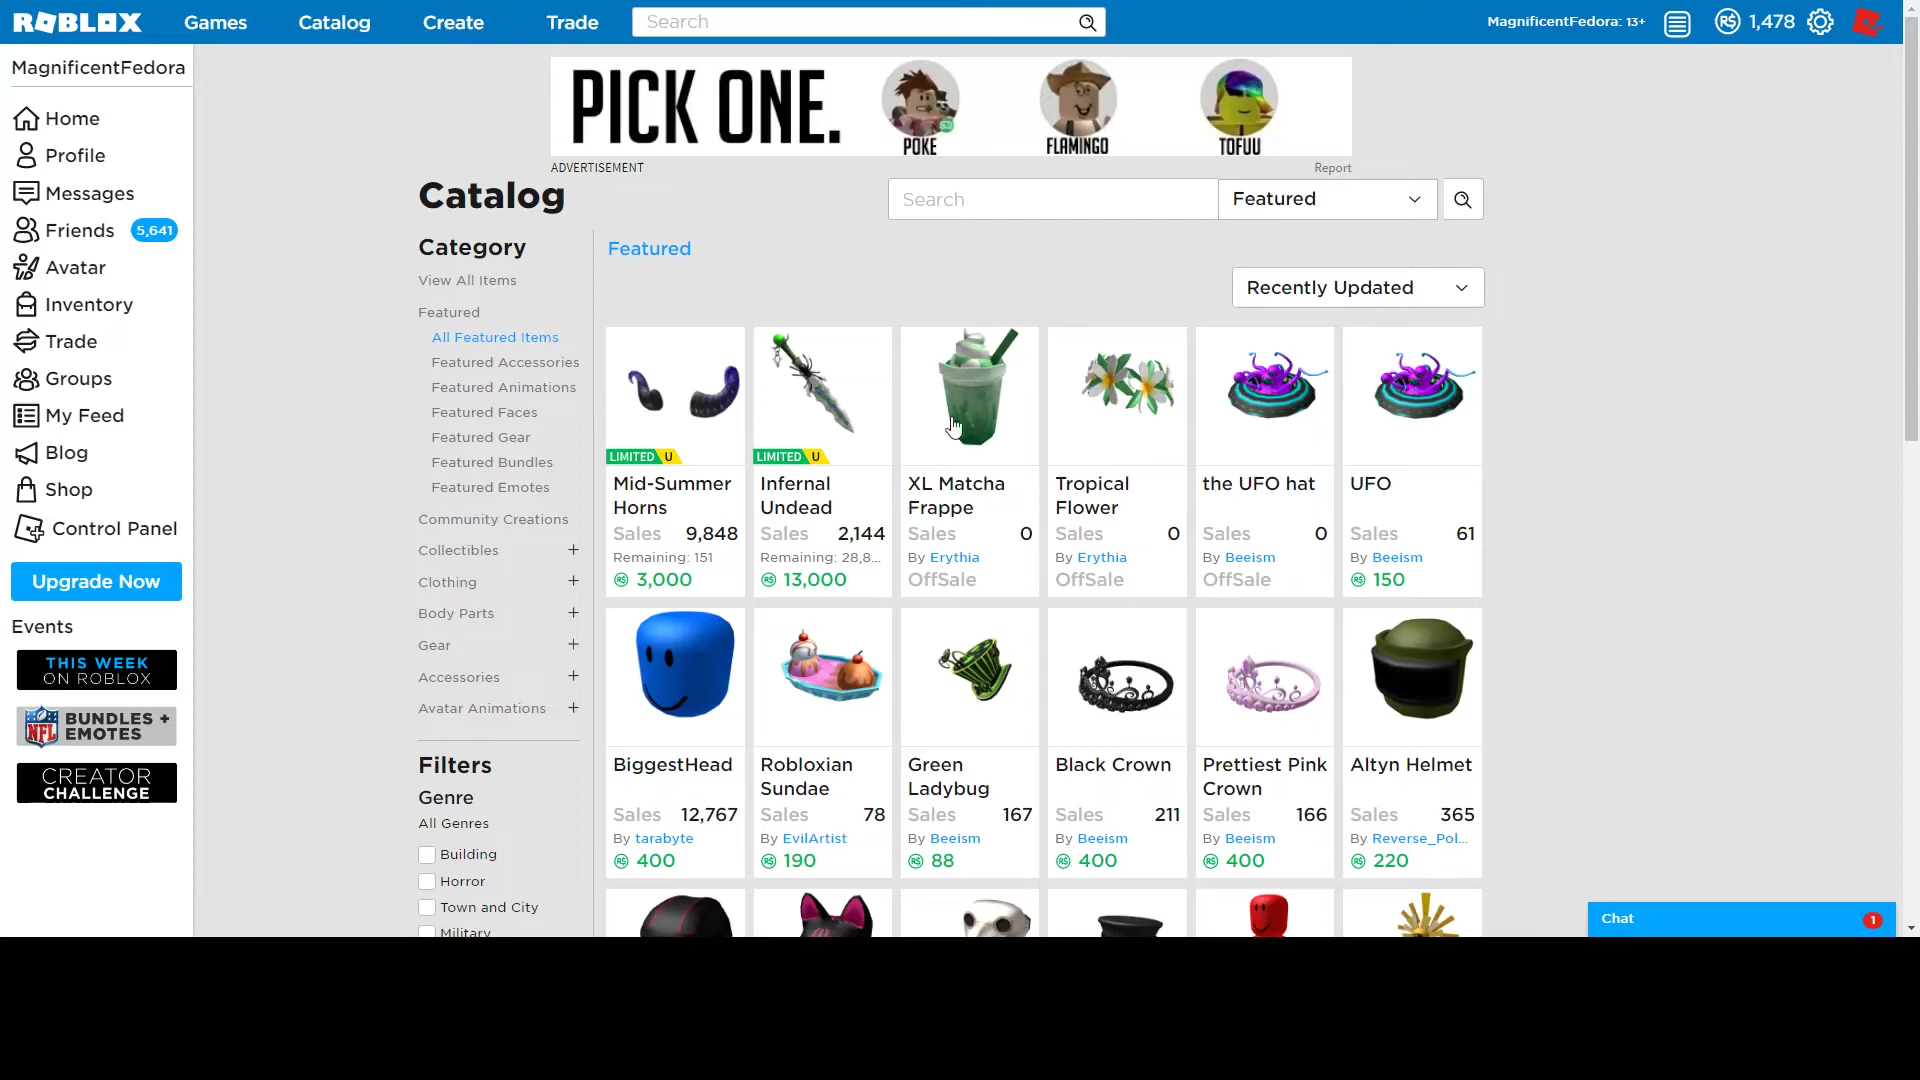 ROBLOX Games Catalog Create Trade Search MagnificentFedora: 13+ 1,478
PICK ONE.
POKE FLAMINGO TOFUU
ADVERTISEMENT Report
MagnificentFedora
Home
Profile
Messages
Friends 5,641
Avatar
Inventory
Trade
Groups
My Feed
Blog
Shop
Control Panel
Upgrade Now
Events
THIS WEEK
ON ROBLOX
NFL BUNDLES +
EMOTES
CREATOR
CHALLENGE
Catalog
Search Featured
Category
View All Items
Featured
All Featured Items
Featured Accessories
Featured Animations
Featured Faces
Featured Gear
Featured Bundles
Featured Emotes
Community Creations
Collectibles +
Clothing +
Body Parts +
Gear +
Accessories +
Avatar Animations +
Filters
Genre
All Genres
Building
Horror
Town and City
Military
Featured
Recently Updated
LIMITED U
Mid-Summer
Horns
Sales 9,848
Remaining: 151
3,000
LIMITED U
Infernal
Undead
Sales 2,144
Remaining: 28,8...
13,000
XL Matcha
Frappe
Sales 0
By Erythia
OffSale
Tropical
Flower
Sales 0
By Erythia
OffSale
the UFO hat
Sales 0
By Beeism
OffSale
UFO
Sales 61
By Beeism
150
BiggestHead
Sales 12,767
By tarabyte
400
Robloxian
Sundae
Sales 78
By EvilArtist
190
Green
Ladybug
Sales 167
By Beeism
88
Black Crown
Sales 211
By Beeism
400
Prettiest Pink
Crown
Sales 166
By Beeism
400
Altyn Helmet
Sales 365
By Reverse_Pol...
220
Chat 1